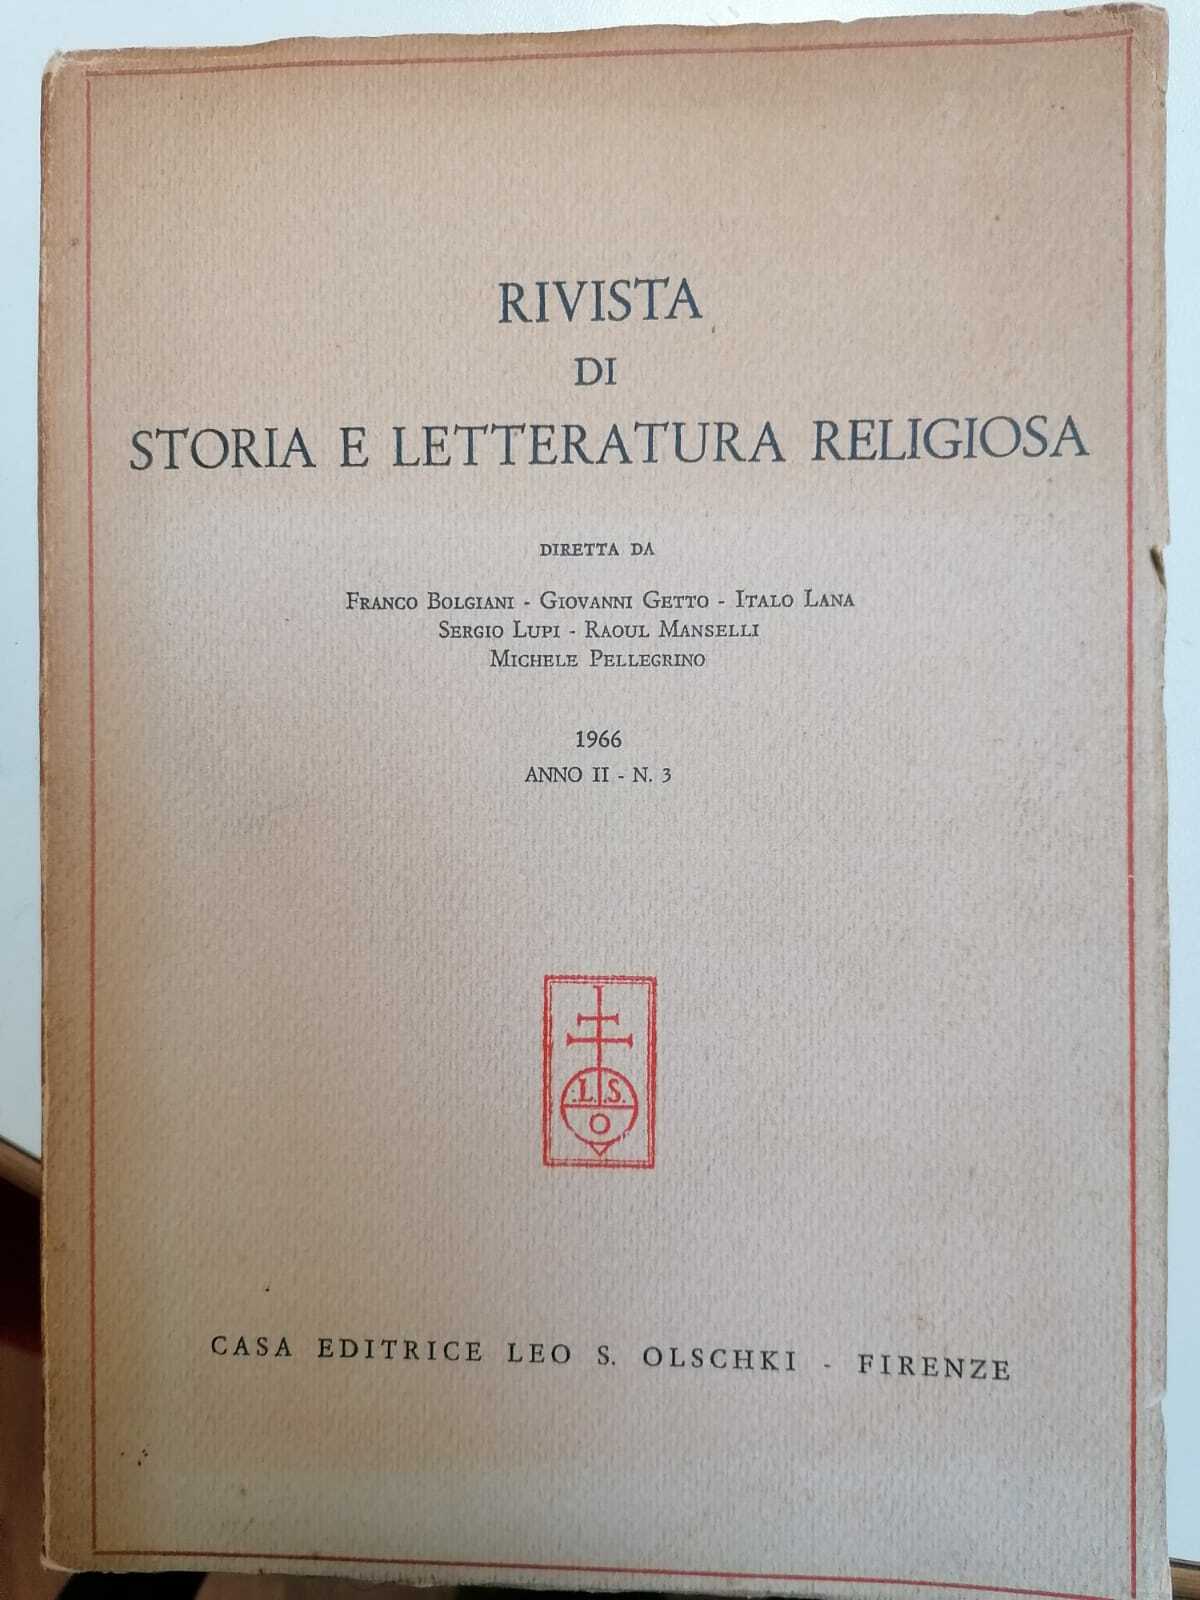 RIVISTA
DI
STORIA E LETTERATURA RELIGIOSA
DIRETTA DA
FRANCO BOLGIANI - GIOVANNI GETTO - ITALO LANA
SERGIO LUPI - RAOUL MANSELLI
MICHELE PELLEGRINO
1966
ANNO II - N. 3
.L.S.
O
CASA EDITRICE LEO S. OLSCHKI - FIRENZE